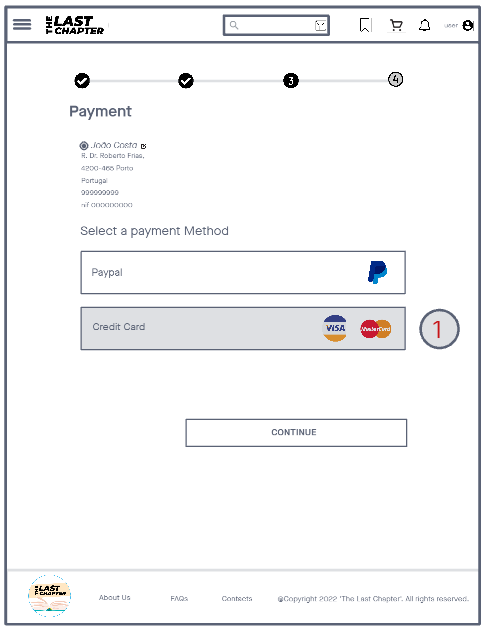 THE LAST CHAPTER
user
3
4
Payment
João Costa
R. Dr. Roberto Frias,
4200-465 Porto
Portugal
999999999
nif 000000000
Select a payment Method
Paypal
Credit Card
VISA
MasterCard
1
CONTINUE
THE LAST CHAPTER
About Us
FAQs
Contacts
@Copyright 2022 'The Last Chapter'. All rights reserved.